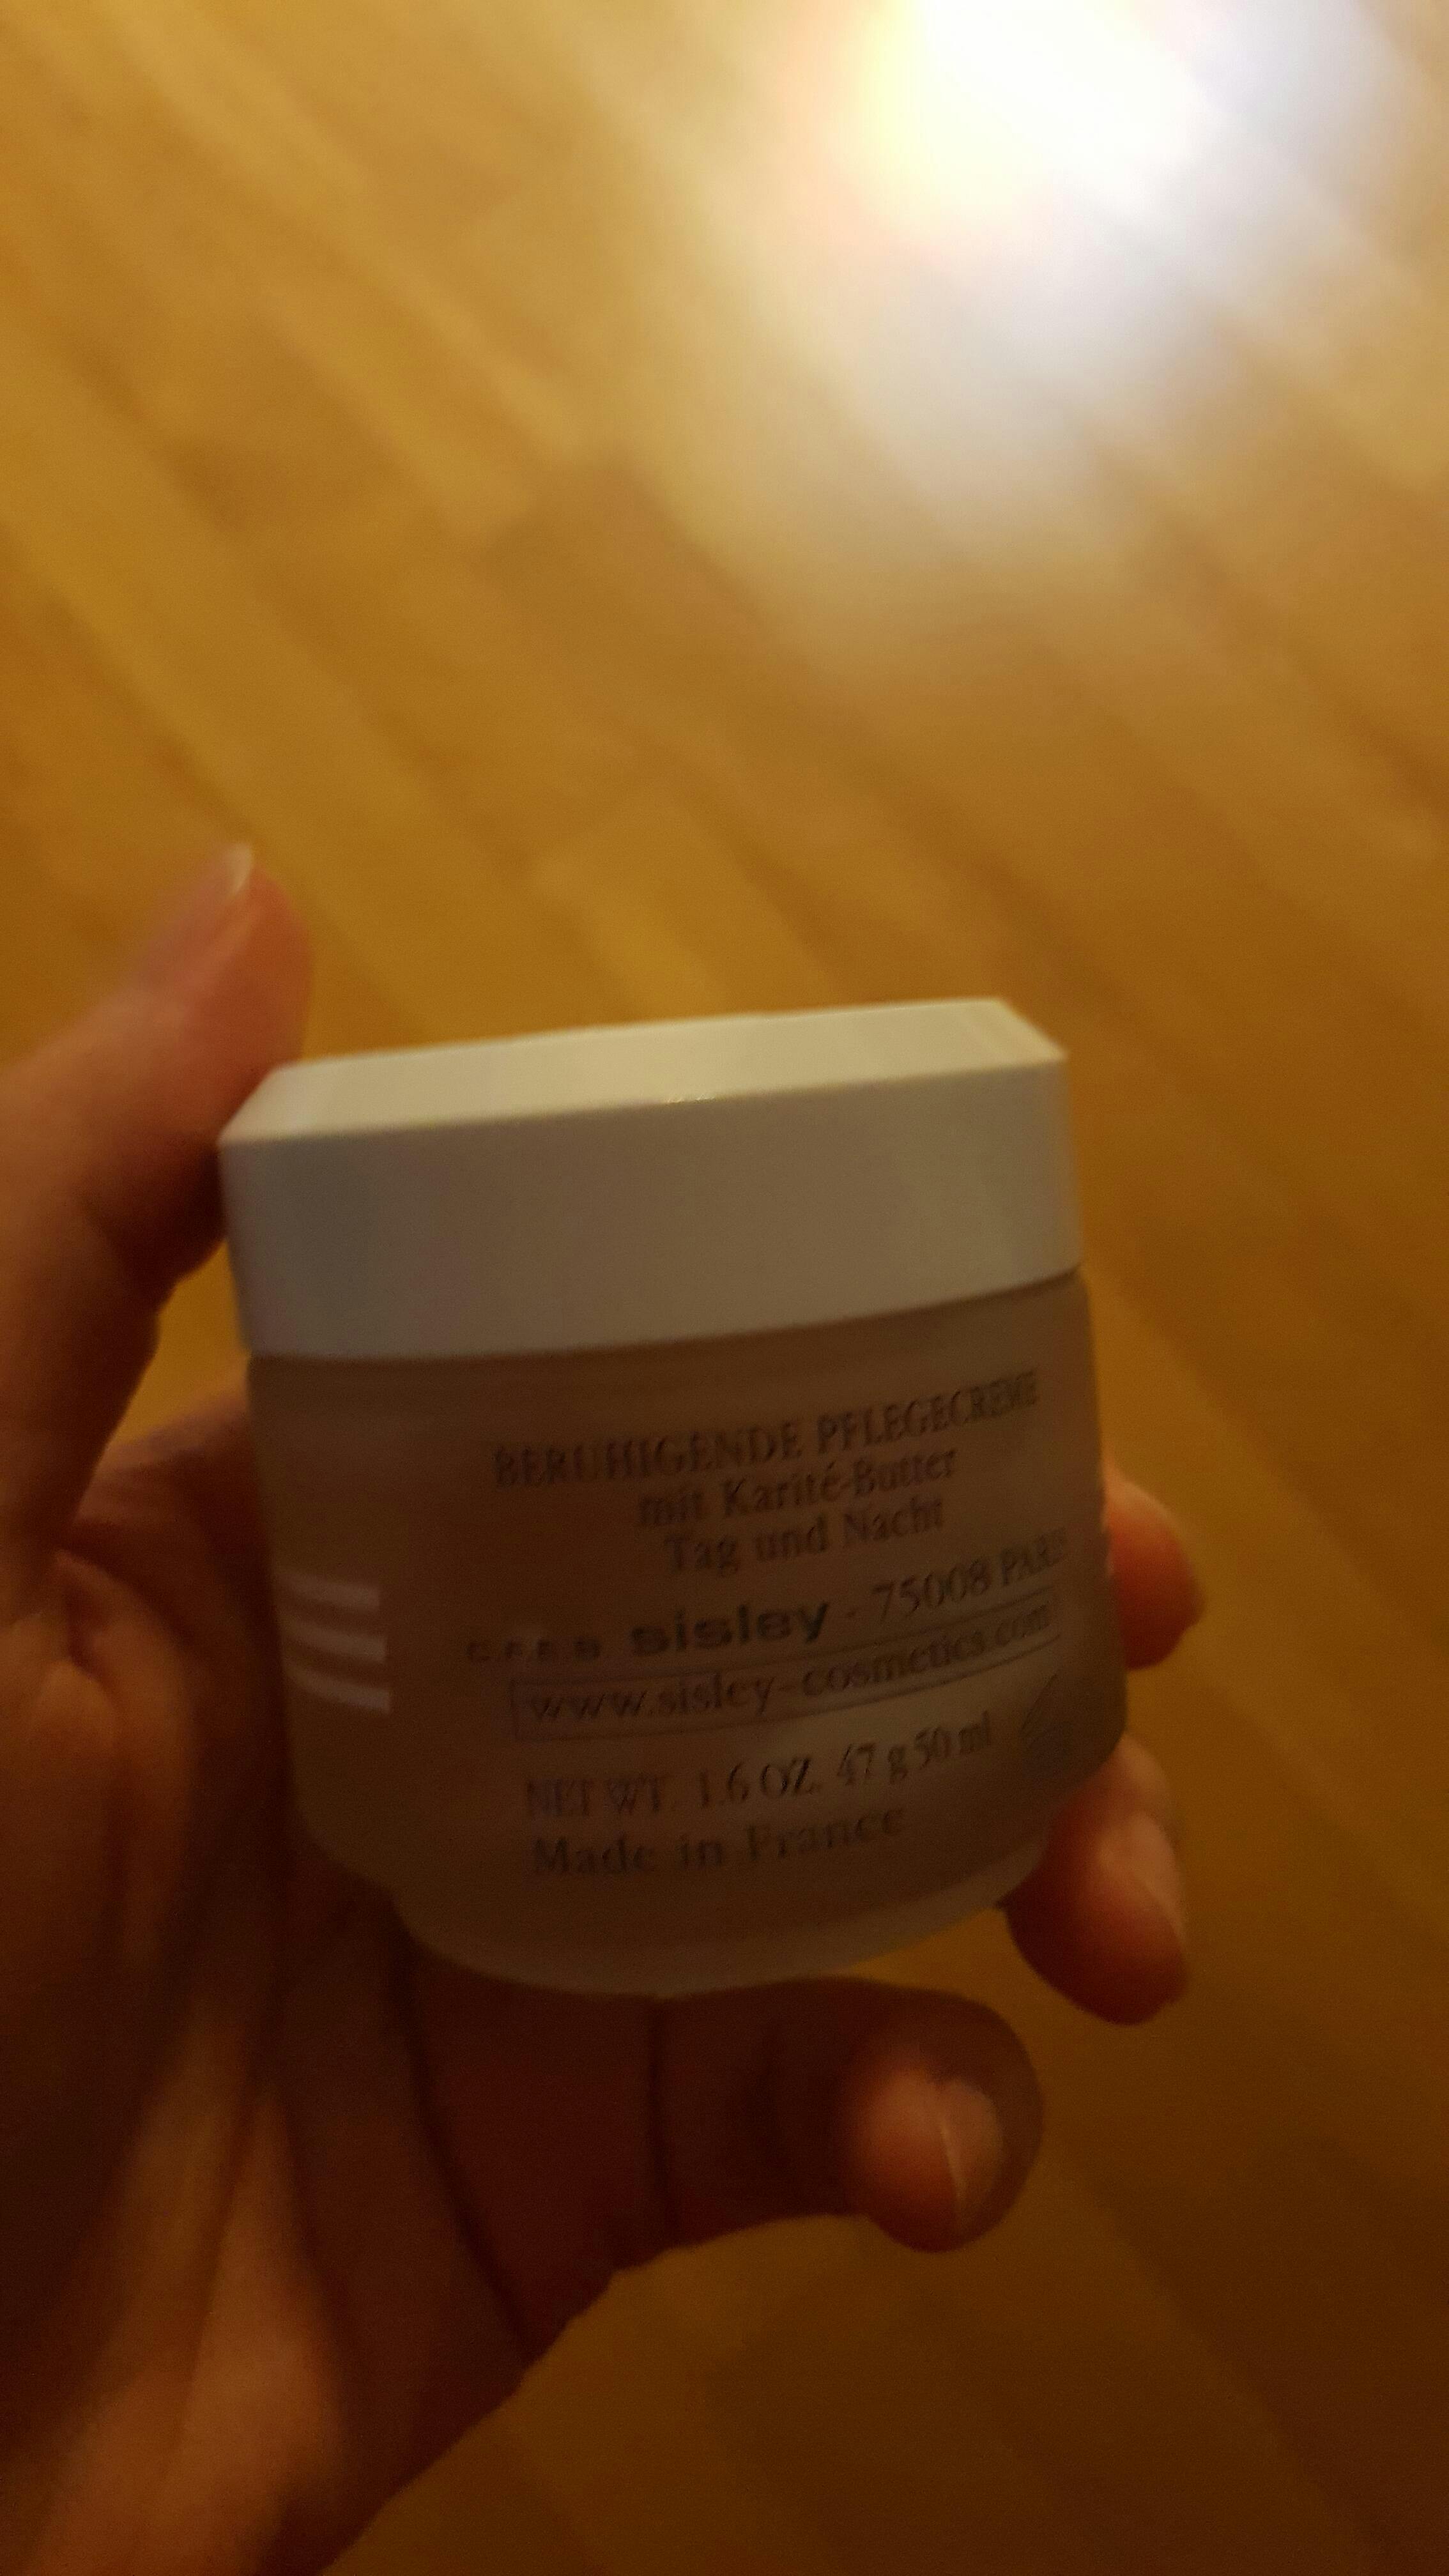 BERUHIGENDE PFLEGECREME
mit Karité-Butter
Tag und Nacht
C.F.E.B. sisley - 75008 PARIS
www.sisley-cosmetics.com
NET WT. 1.6 OZ. 47 g 50 ml
Made in France